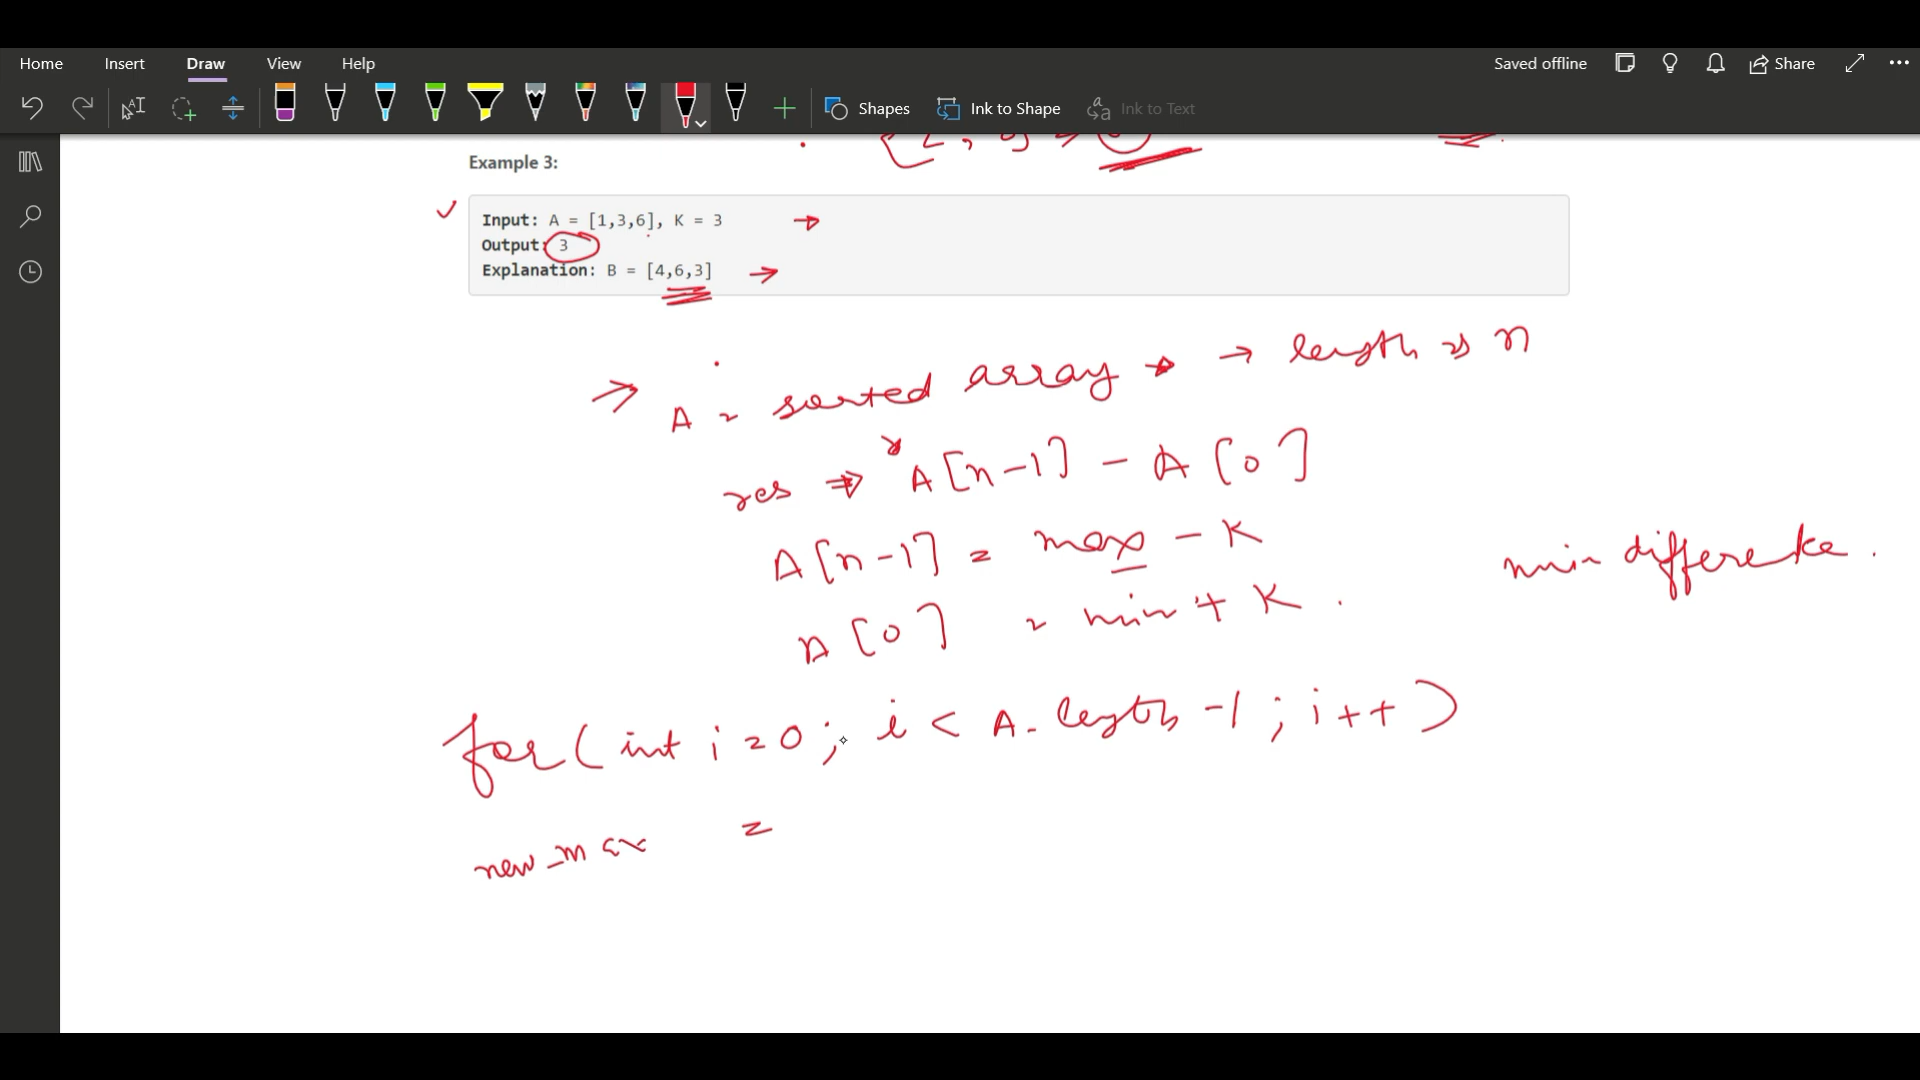 Home Insert Draw View Help Saved offline Share
Shapes Ink to Shape Ink to Text
Example 3:
Input: A = [1,3,6], K = 3
Output: 3
Explanation: B = [4,6,3]
A = sorted array → length is n
res ⇒ A[n-1] - A[0]
A[n-1] = max - K
min difference.
A[0] = min + K.
for(int i=0; i < A.length-1; i++)
new_max =